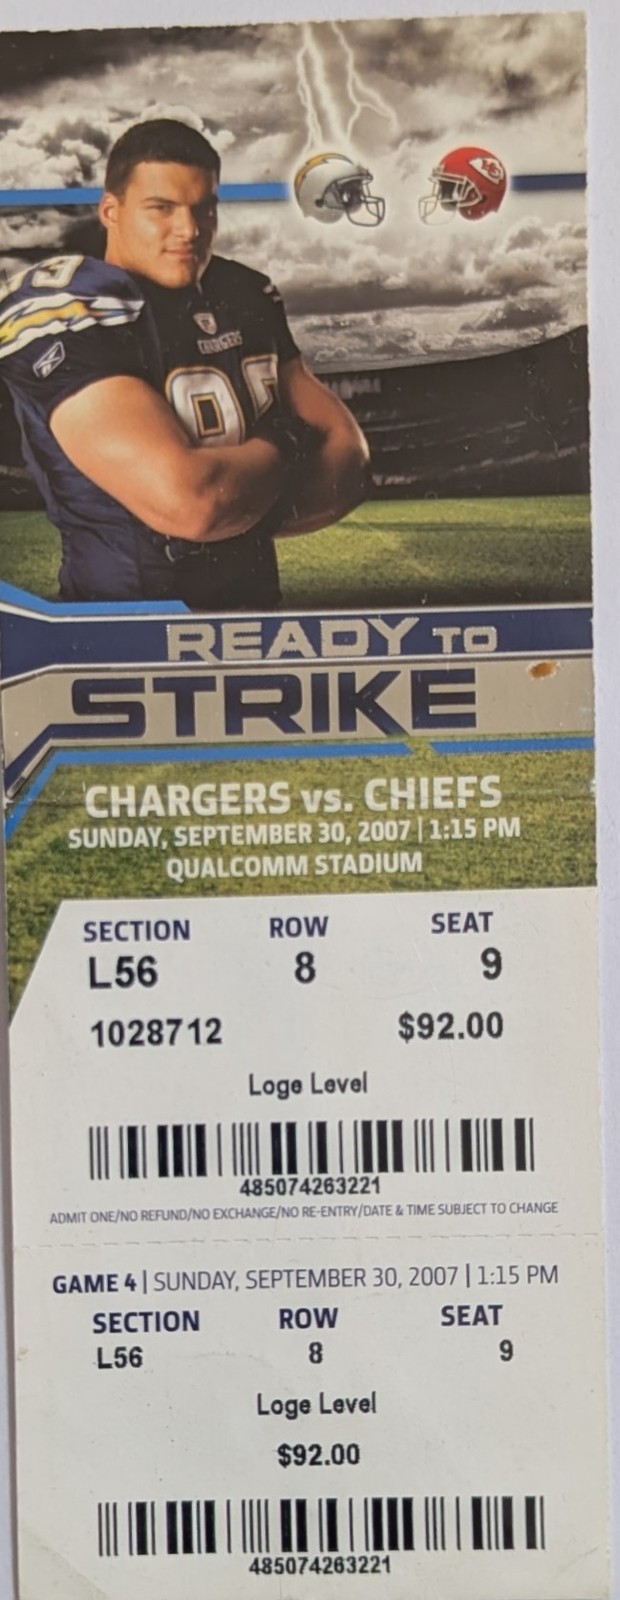 93
CHARGERS
93
READY TO
STRIKE
CHARGERS vs. CHIEFS
SUNDAY, SEPTEMBER 30, 2007 | 1:15 PM
QUALCOMM STADIUM
SECTION ROW SEAT
L56 8 9
1028712 $92.00
Loge Level
485074263221
ADMIT ONE/NO REFUND/NO EXCHANGE/NO RE-ENTRY/DATE & TIME SUBJECT TO CHANGE
GAME 4 | SUNDAY, SEPTEMBER 30, 2007 | 1:15 PM
SECTION ROW SEAT
L56 8 9
Loge Level
$92.00
485074263221